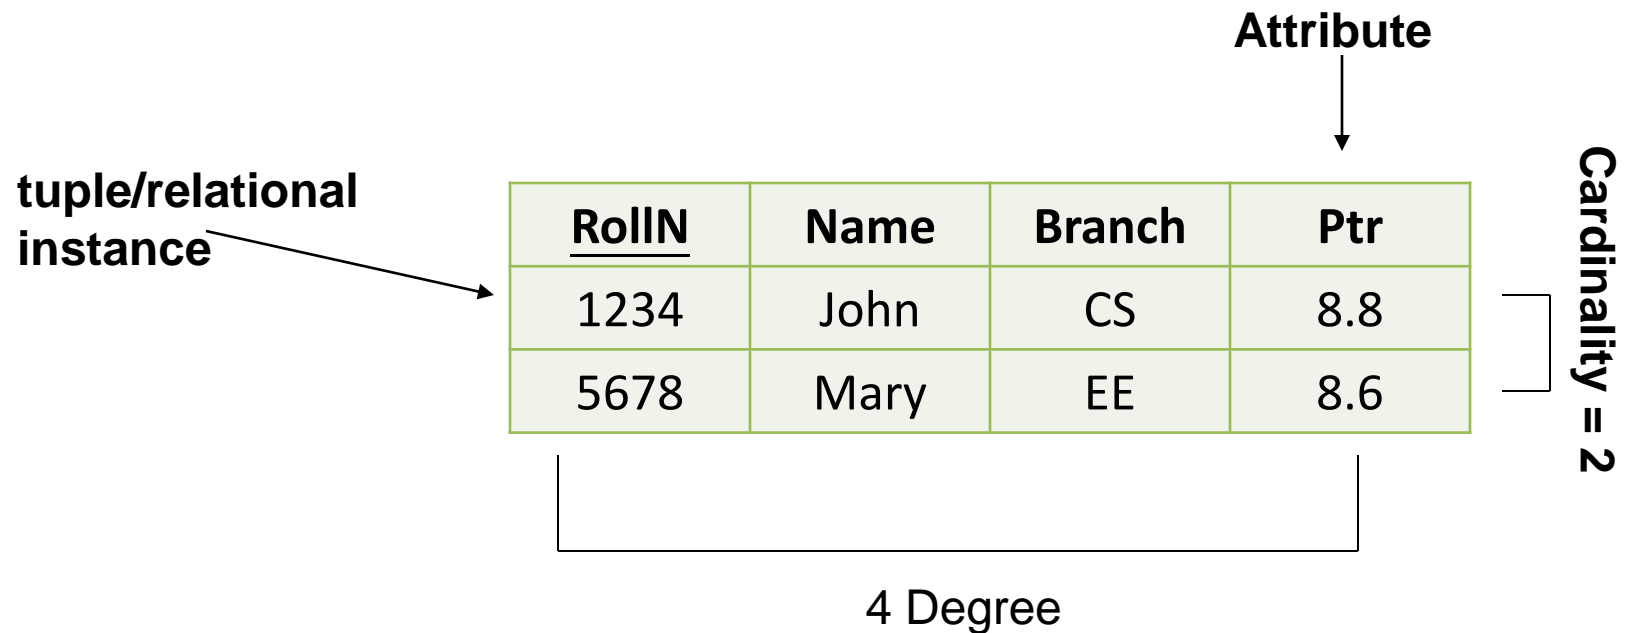 Attribute
tuple/relational
instance
RollN Name Branch Ptr
1234 John CS 8.8
5678 Mary EE 8.6
Cardinality = 2
4 Degree